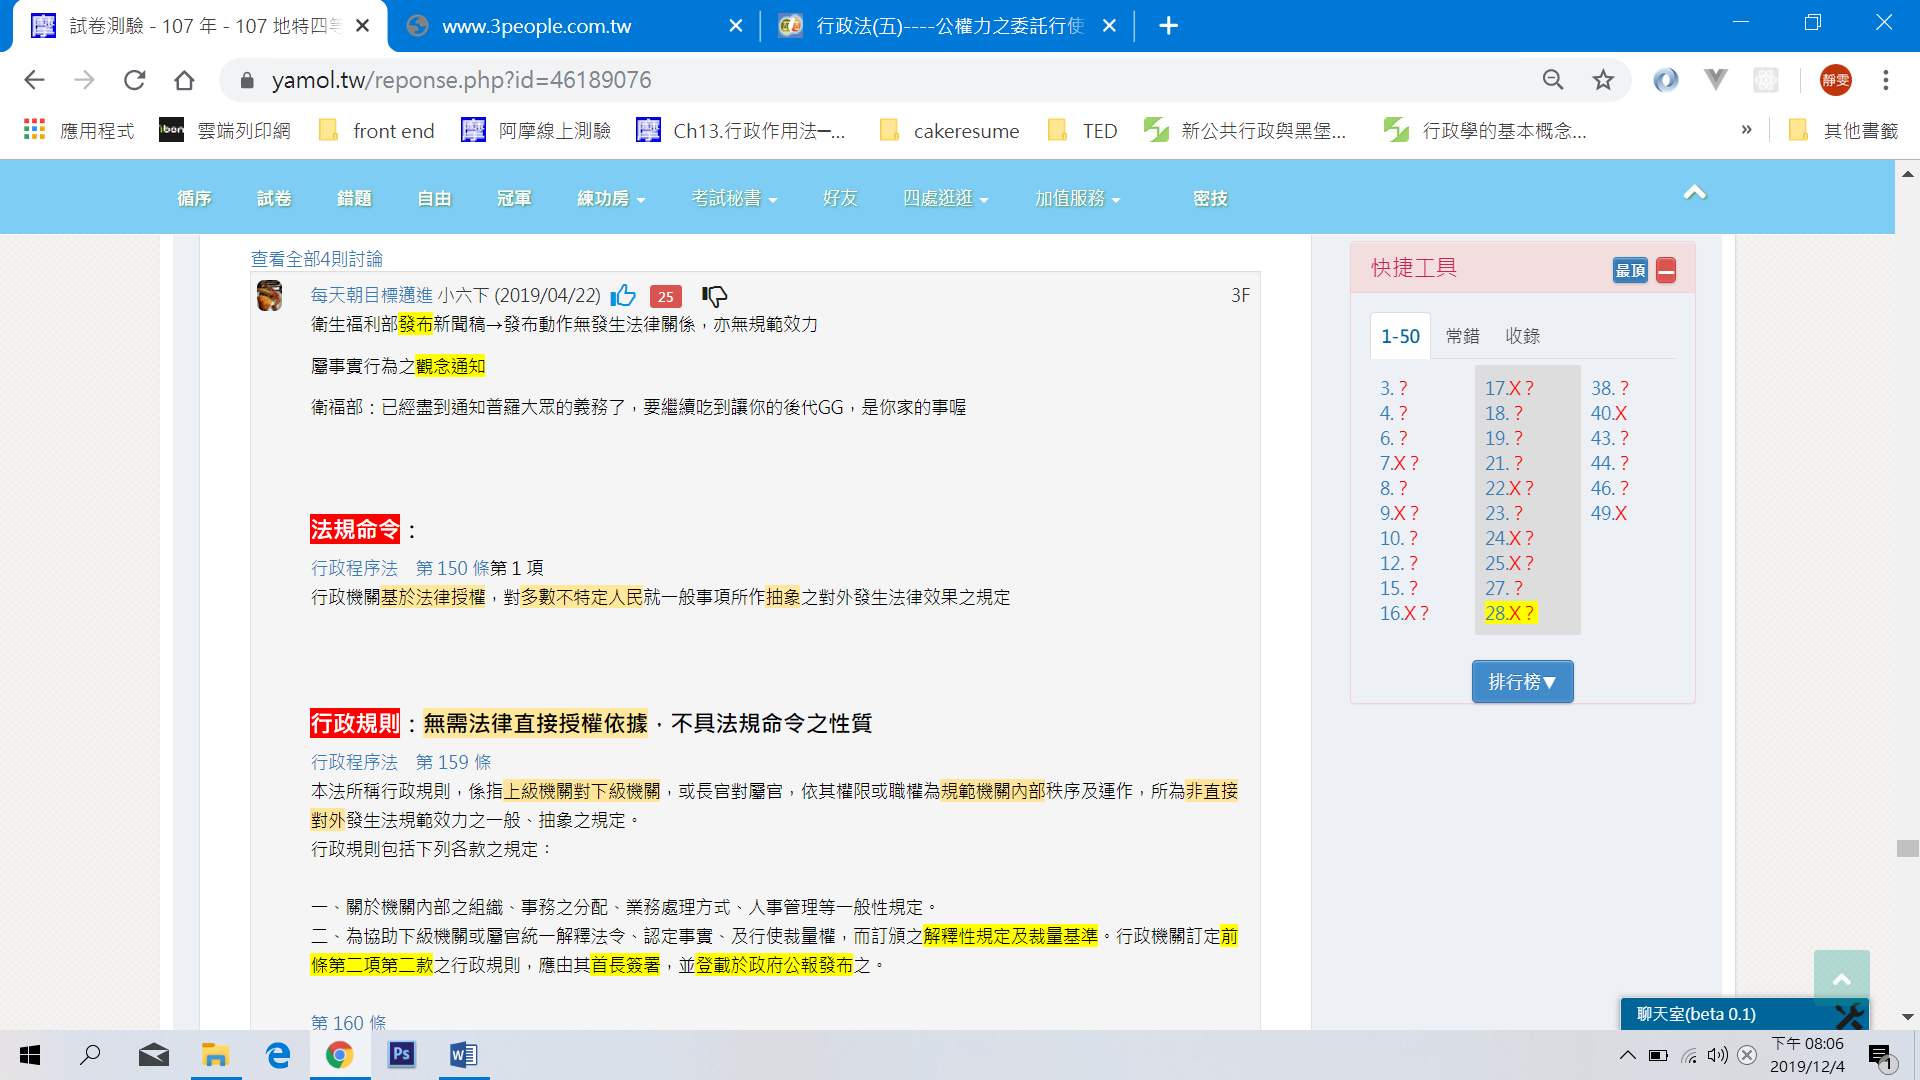 試卷測驗 - 107 年 - 107 地特四等
www.3people.com.tw
行政法(五)----公權力之委託行使
yamol.tw/reponse.php?id=46189076
靜雯
應用程式
ibon
雲端列印網
front end
阿摩線上測驗
Ch13.行政作用法─...
cakeresume
TED
新公共行政與黑堡...
行政學的基本概念...
»
其他書籤
循序
試卷
錯題
自由
冠軍
練功房
考試秘書
好友
四處逛逛
加值服務
密技
查看全部4則討論
每天朝目標邁進 小六下 (2019/04/22) 25
3F
衛生福利部發布新聞稿→發布動作無發生法律關係，亦無規範效力
屬事實行為之觀念通知
衛福部：已經盡到通知普羅大眾的義務了，要繼續吃到讓你的後代GG，是你家的事喔
法規命令：
行政程序法 第 150 條第 1 項
行政機關基於法律授權，對多數不特定人民就一般事項所作抽象之對外發生法律效果之規定
行政規則：無需法律直接授權依據，不具法規命令之性質
行政程序法 第 159 條
本法所稱行政規則，係指上級機關對下級機關，或長官對屬官，依其權限或職權為規範機關內部秩序及運作，所為非直接
對外發生法規範效力之一般、抽象之規定。
行政規則包括下列各款之規定：
一、關於機關內部之組織、事務之分配、業務處理方式、人事管理等一般性規定。
二、為協助下級機關或屬官統一解釋法令、認定事實、及行使裁量權，而訂頒之解釋性規定及裁量基準。行政機關訂定前
條第二項第二款之行政規則，應由其首長簽署，並登載於政府公報發布之。
第 160 條
快捷工具
最頂
1-50
常錯
收錄
3. ?
4. ?
6. ?
7.X ?
8. ?
9.X ?
10. ?
12. ?
15. ?
16.X ?
17.X ?
18. ?
19. ?
21. ?
22.X ?
23. ?
24.X ?
25.X ?
27. ?
28.X ?
38. ?
40.X
43. ?
44. ?
46. ?
49.X
排行榜▼
聊天室(beta 0.1)
Ps
下午 08:06
2019/12/4
1